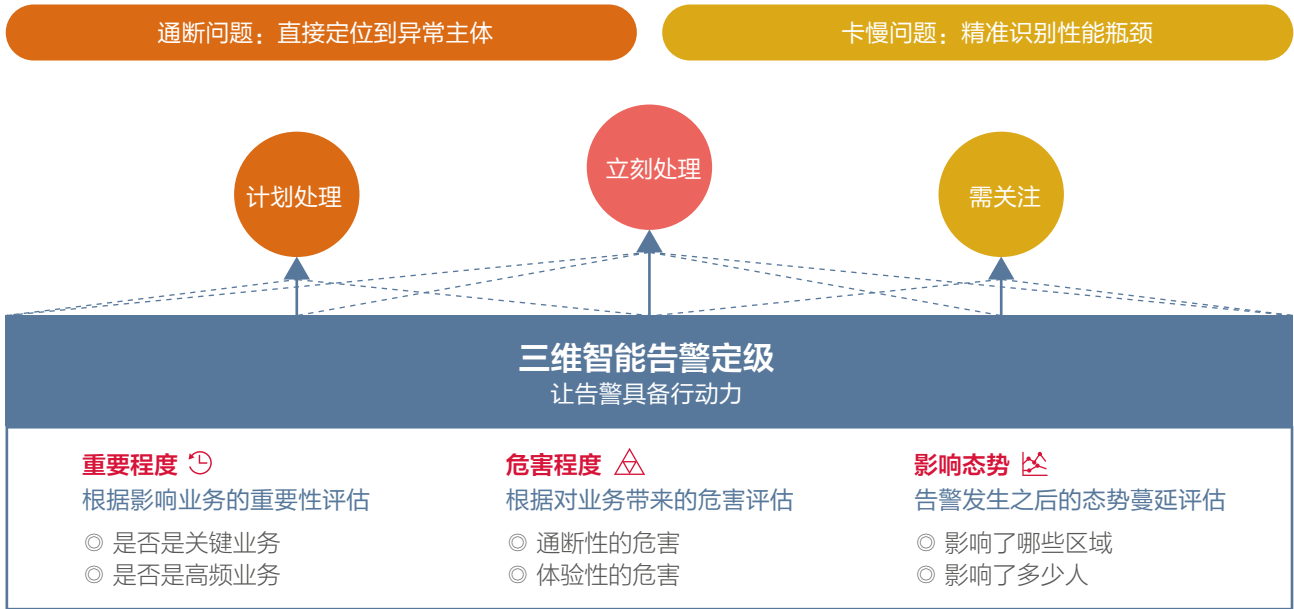 通断问题：直接定位到异常主体
卡慢问题：精准识别性能瓶颈
计划处理
立刻处理
需关注
三维智能告警定级
让告警具备行动力
重要程度
根据影响业务的重要性评估
◎ 是否是关键业务
◎ 是否是高频业务
危害程度
根据对业务带来的危害评估
◎ 通断性的危害
◎ 体验性的危害
影响态势
告警发生之后的态势蔓延评估
◎ 影响了哪些区域
◎ 影响了多少人